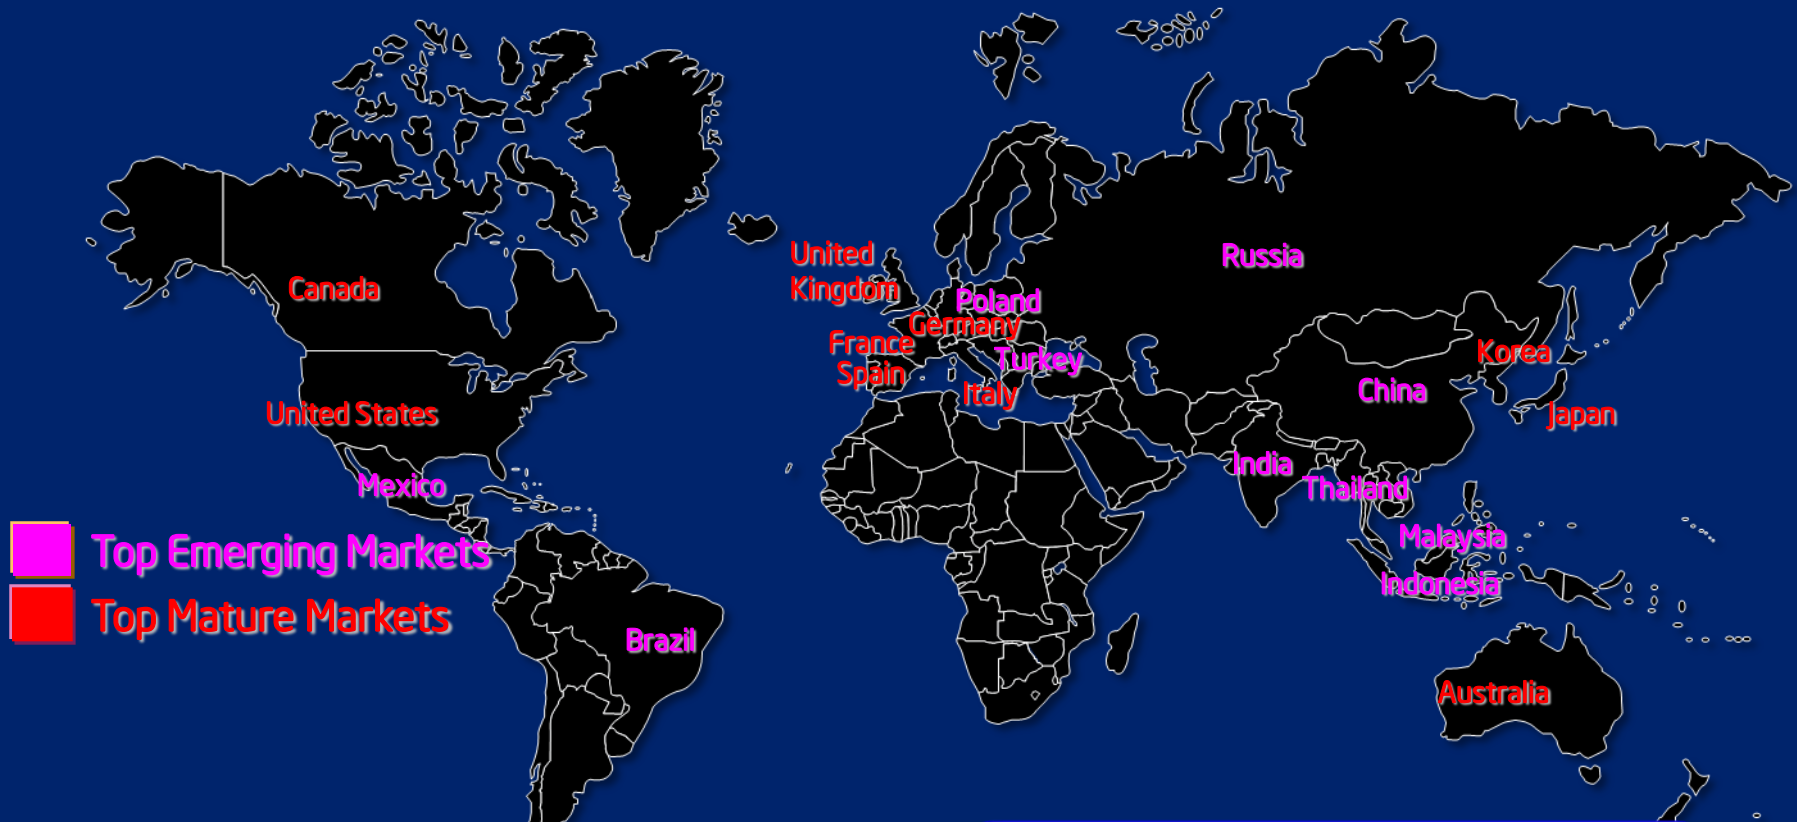 United
Kingdom
Russia
Canada
Poland
Germany
France
Korea
Turkey
Spain
China
Italy
United States
Japan
India
Mexico
Thailand
Malaysia
Top Emerging Markets
Indonesia
Top Mature Markets
Brazil
Australia